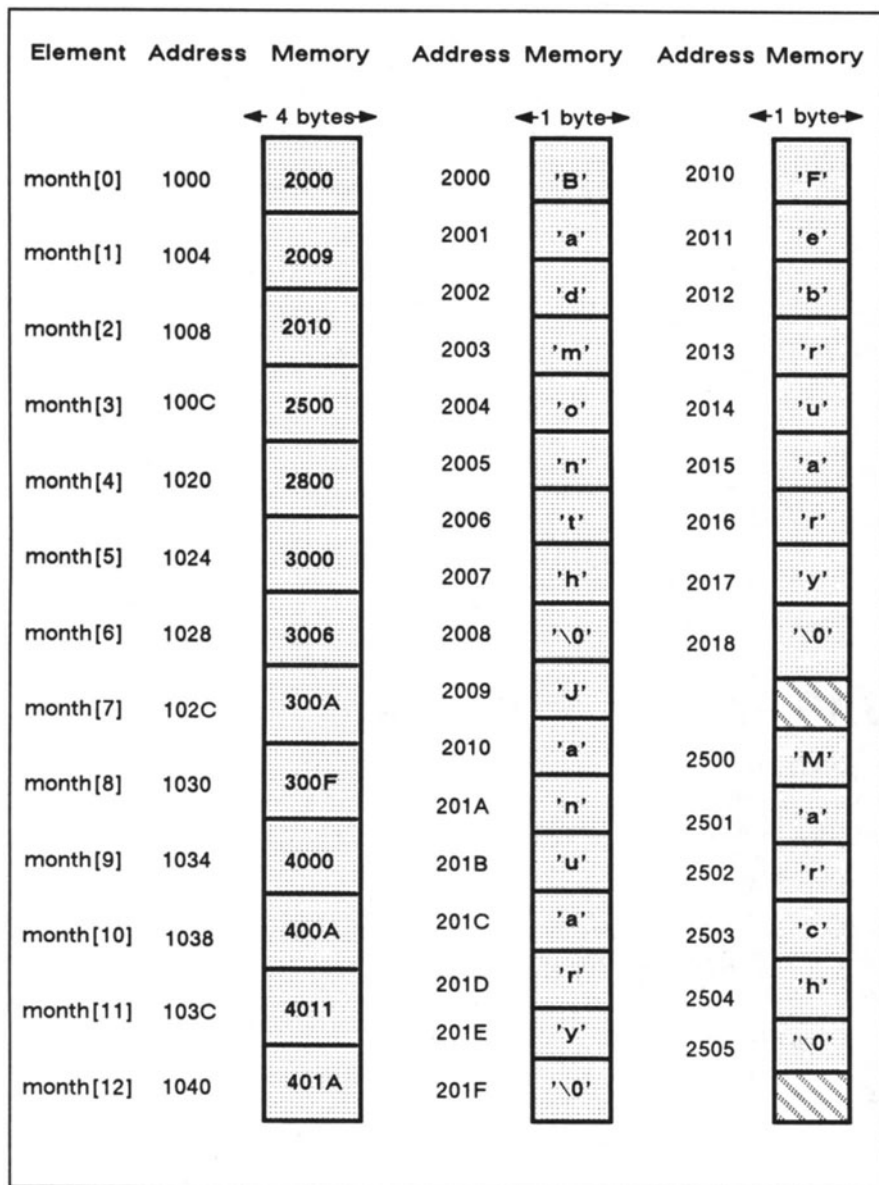 Element Address Memory Address Memory Address Memory
4 bytes 1 byte 1 byte
month[0] 1000 2000 2000 'B' 2010 'F'
month[1] 1004 2009 2001 'a' 2011 'e'
2002 'd' 2012 'b'
month[2] 1008 2010 2003 'm' 2013 'r'
month[3] 100C 2500 2004 'o' 2014 'u'
month[4] 1020 2800 2005 'n' 2015 'a'
2006 't' 2016 'r'
month[5] 1024 3000 2007 'h' 2017 'y'
month[6] 1028 3006 2008 '\0' 2018 '\0'
month[7] 102C 300A 2009 'J'
2010 'a' 2500 'M'
month[8] 1030 300F 201A 'n' 2501 'a'
month[9] 1034 4000 201B 'u' 2502 'r'
month[10] 1038 400A 201C 'a' 2503 'c'
month[11] 103C 4011 201D 'r' 2504 'h'
201E 'y' 2505 '\0'
month[12] 1040 401A 201F '\0'